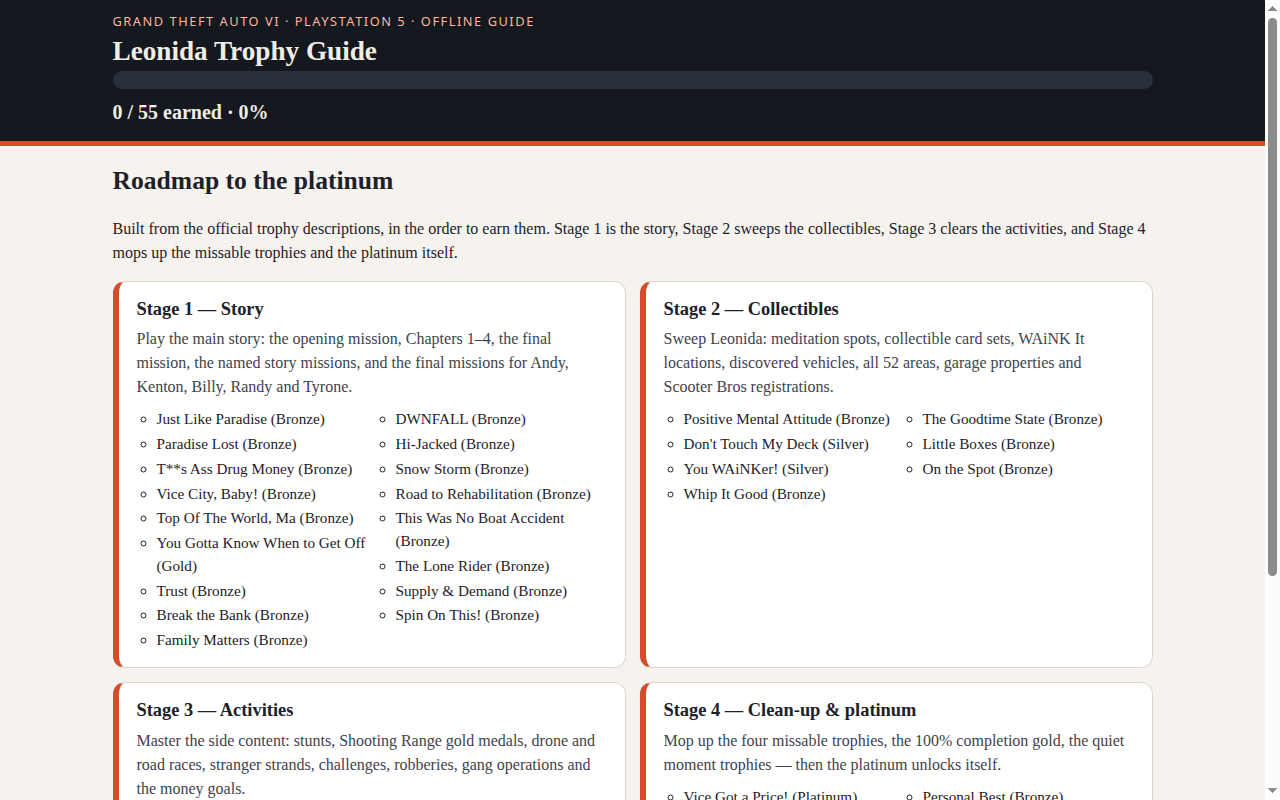 GRAND THEFT AUTO VI · PLAYSTATION 5 · OFFLINE GUIDE
Leonida Trophy Guide
0 / 55 earned · 0%
Roadmap to the platinum
Built from the official trophy descriptions, in the order to earn them. Stage 1 is the story, Stage 2 sweeps the collectibles, Stage 3 clears the activities, and Stage 4
mops up the missable trophies and the platinum itself.
Stage 1 — Story
Play the main story: the opening mission, Chapters 1–4, the final
mission, the named story missions, and the final missions for Andy,
Kenton, Billy, Randy and Tyrone.
Just Like Paradise (Bronze)
Paradise Lost (Bronze)
T**s Ass Drug Money (Bronze)
Vice City, Baby! (Bronze)
Top Of The World, Ma (Bronze)
You Gotta Know When to Get Off
(Gold)
Trust (Bronze)
Break the Bank (Bronze)
Family Matters (Bronze)
DWNFALL (Bronze)
Hi-Jacked (Bronze)
Snow Storm (Bronze)
Road to Rehabilitation (Bronze)
This Was No Boat Accident
(Bronze)
The Lone Rider (Bronze)
Supply & Demand (Bronze)
Spin On This! (Bronze)
Stage 2 — Collectibles
Sweep Leonida: meditation spots, collectible card sets, WAiNK It
locations, discovered vehicles, all 52 areas, garage properties and
Scooter Bros registrations.
Positive Mental Attitude (Bronze)
Don't Touch My Deck (Silver)
You WAiNKer! (Silver)
Whip It Good (Bronze)
The Goodtime State (Bronze)
Little Boxes (Bronze)
On the Spot (Bronze)
Stage 3 — Activities
Master the side content: stunts, Shooting Range gold medals, drone and
road races, stranger strands, challenges, robberies, gang operations and
the money goals.
Stage 4 — Clean-up & platinum
Mop up the four missable trophies, the 100% completion gold, the quiet
moment trophies — then the platinum unlocks itself.
Vice Got a Price! (Platinum)
Personal Best (Bronze)